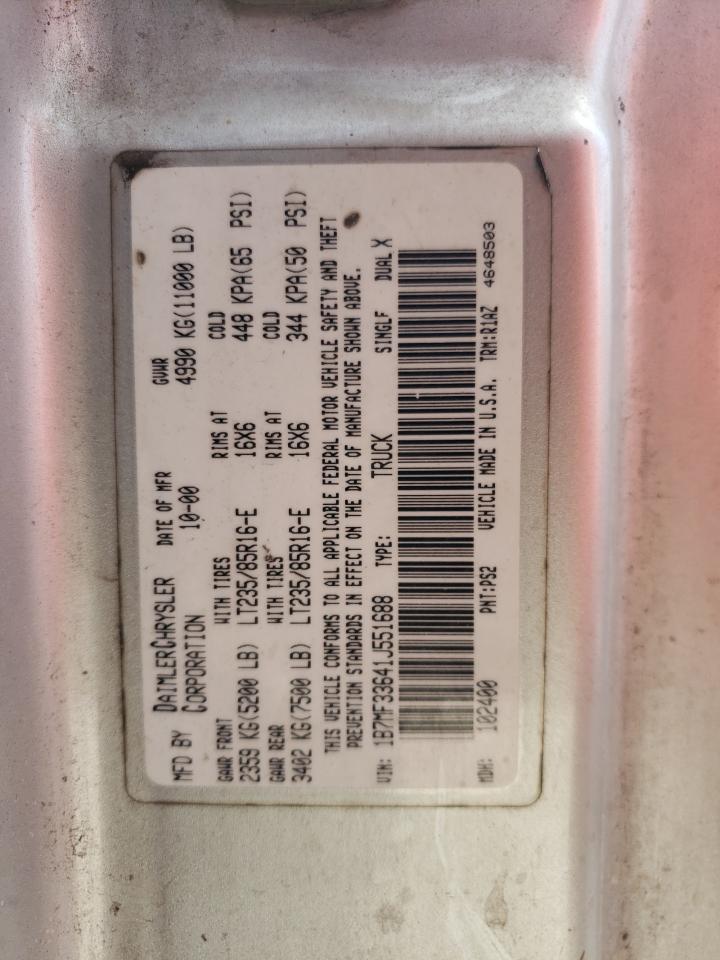 MFD BY DAIMLERCHRYSLER CORPORATION DATE OF MFR 10-00 GVWR 4990 KG(11000 LB)
GAWR FRONT WITH TIRES RIMS AT COLD
2359 KG(5200 LB) LT235/85R16-E 16X6 448 KPA(65 PSI)
GAWR REAR WITH TIRES RIMS AT COLD
3402 KG(7500 LB) LT235/85R16-E 16X6 344 KPA(50 PSI)
THIS VEHICLE CONFORMS TO ALL APPLICABLE FEDERAL MOTOR VEHICLE SAFETY AND THEFT
PREVENTION STANDARDS IN EFFECT ON THE DATE OF MANUFACTURE SHOWN ABOVE.
VIN: 1B7MF33641J551688 TYPE: TRUCK SINGLE DUAL X
MDH: 102400 PNT:PS2 VEHICLE MADE IN U.S.A. TRM:R1AZ 4648503